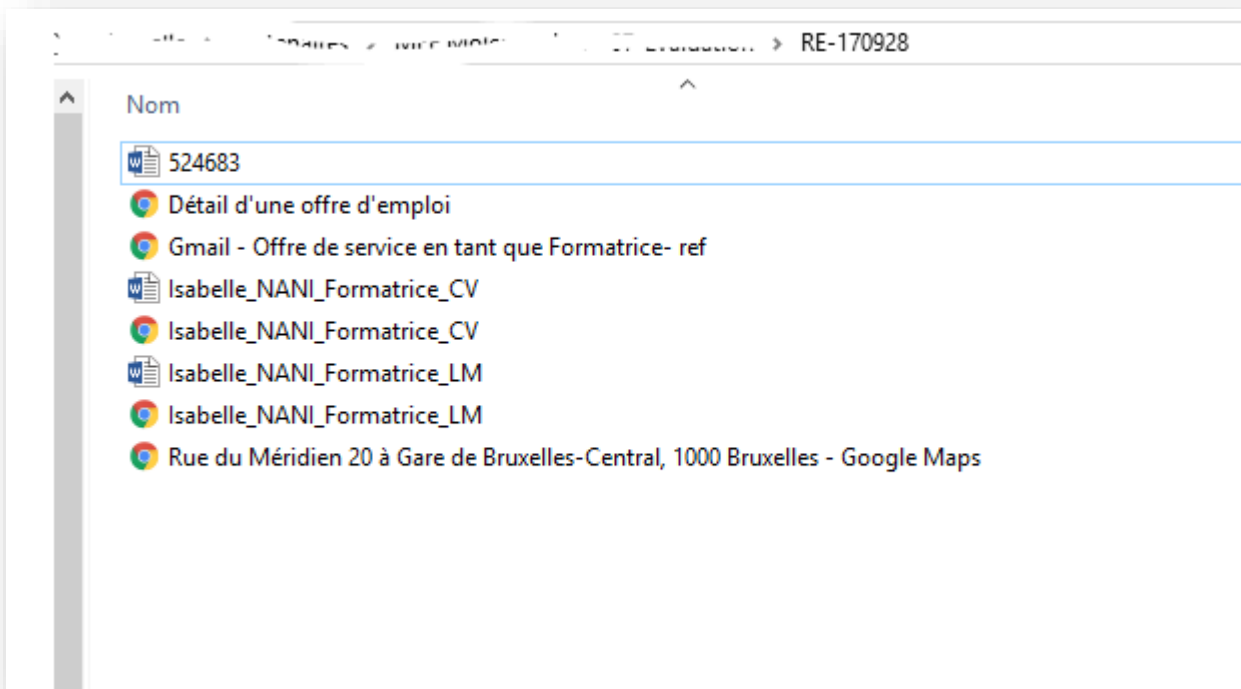 > RE-170928
Nom
524683
Détail d'une offre d'emploi
Gmail - Offre de service en tant que Formatrice- ref
Isabelle_NANI_Formatrice_CV
Isabelle_NANI_Formatrice_CV
Isabelle_NANI_Formatrice_LM
Isabelle_NANI_Formatrice_LM
Rue du Méridien 20 à Gare de Bruxelles-Central, 1000 Bruxelles - Google Maps